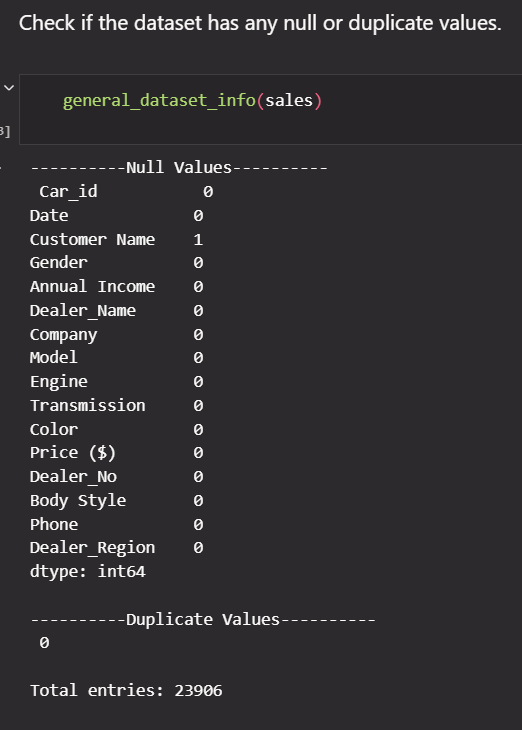 Check if the dataset has any null or duplicate values.
general_dataset_info(sales)
3]
----------Null Values----------
Car_id 0
Date 0
Customer Name 1
Gender 0
Annual Income 0
Dealer_Name 0
Company 0
Model 0
Engine 0
Transmission 0
Color 0
Price ($) 0
Dealer_No 0
Body Style 0
Phone 0
Dealer_Region 0
dtype: int64
----------Duplicate Values----------
0
Total entries: 23906